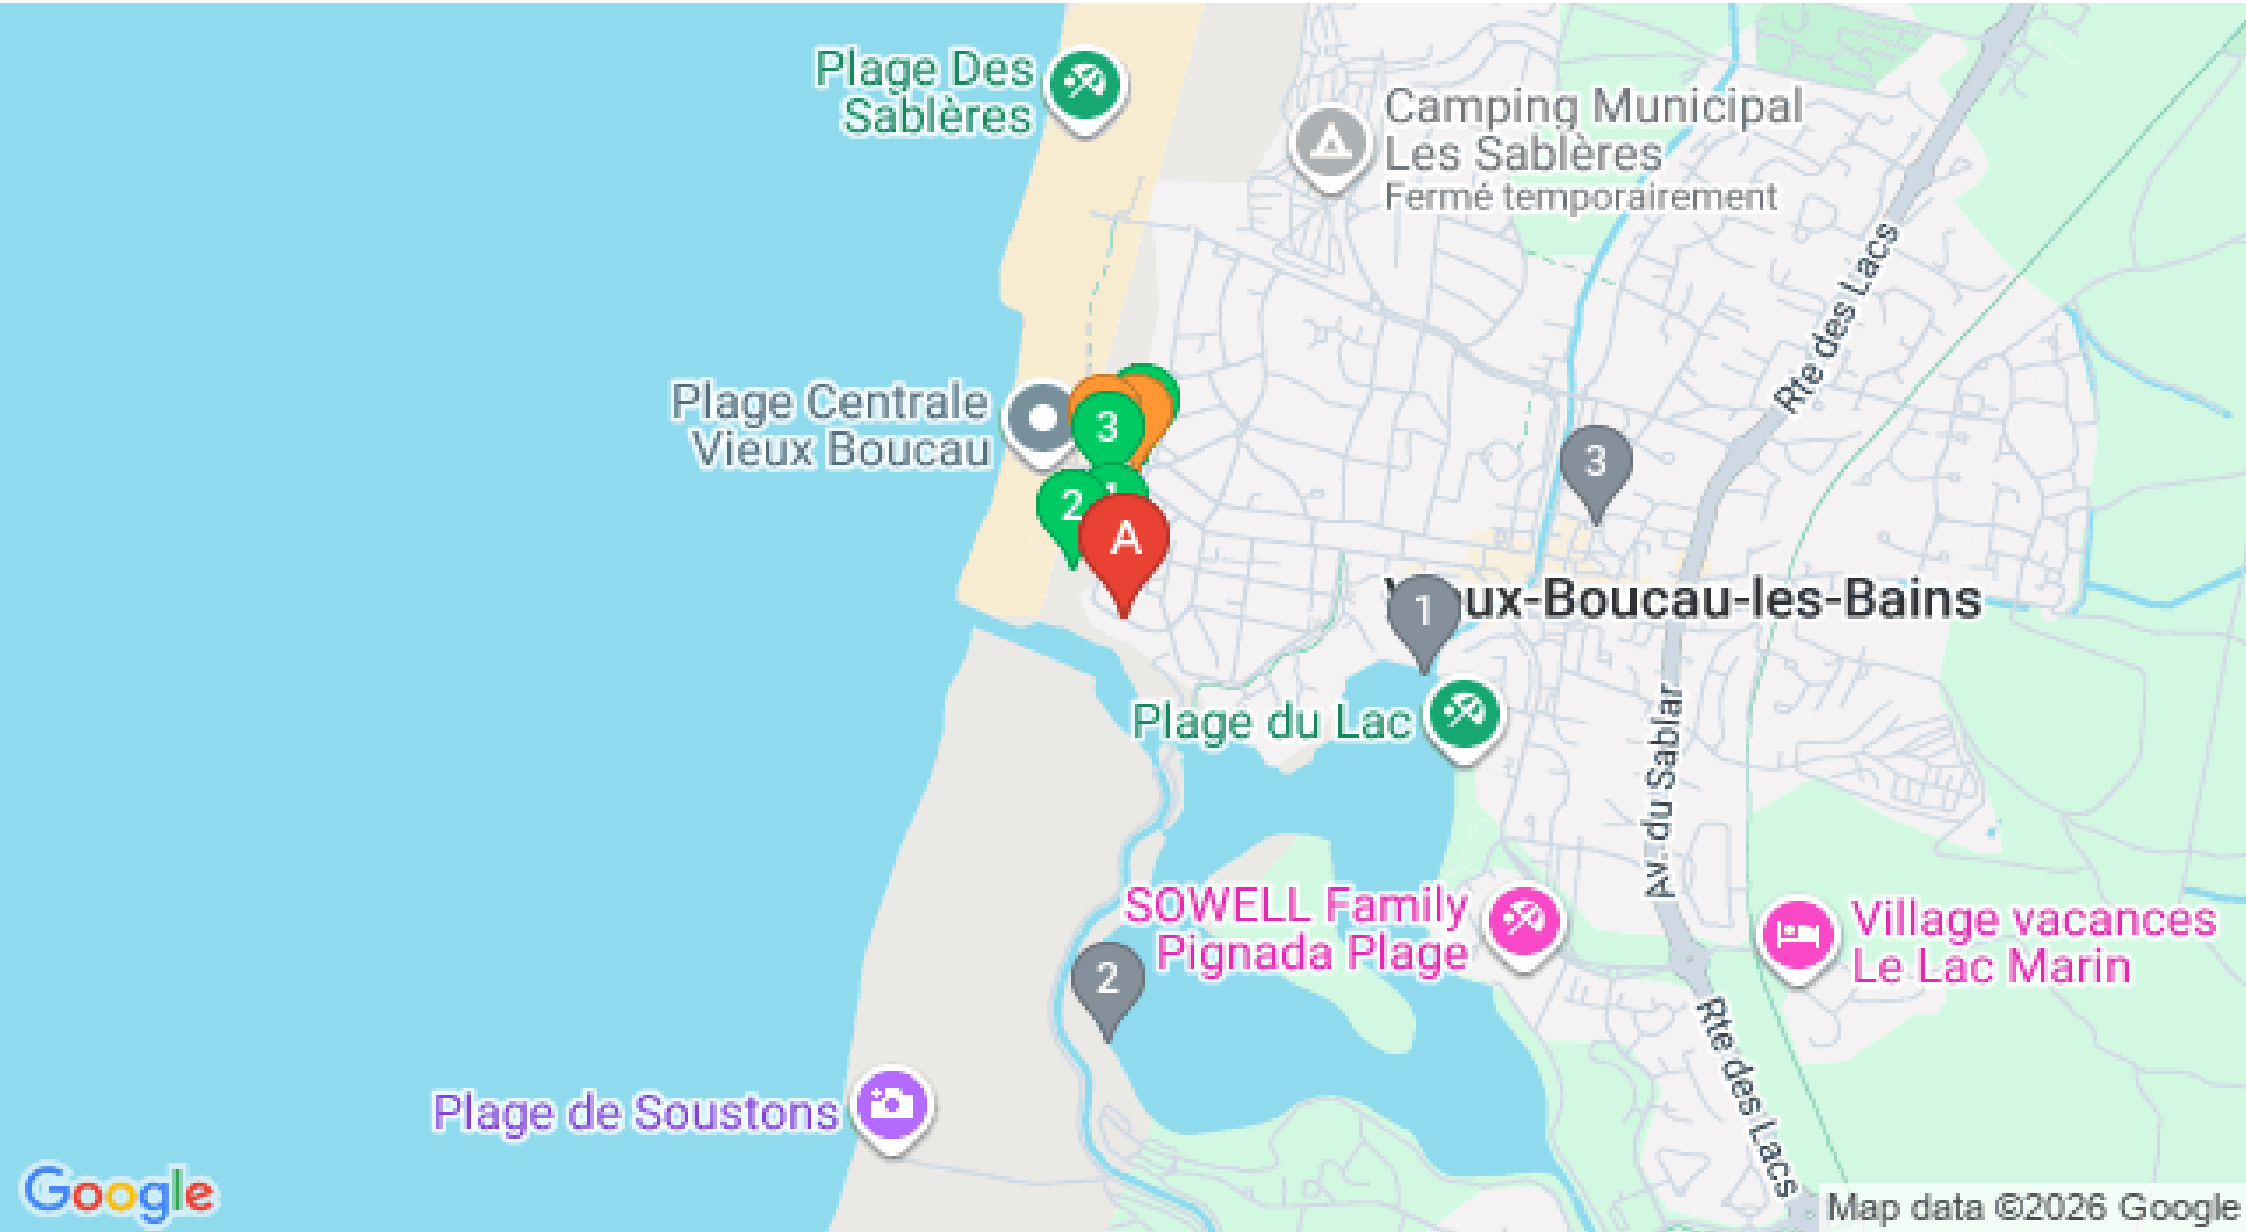 Plage Des
Sablères
Camping Municipal
Les Sablères
Fermé temporairement
Rte des Lacs
Plage Centrale
Vieux Boucau
3
3
2
1
A
1
ux-Boucau-les-Bains
Plage du Lac
Av. du Sablar
SOWELL Family
Pignada Plage
Village vacances
Le Lac Marin
2
Rte des Lacs
Plage de Soustons
Google
Map data ©2026 Google